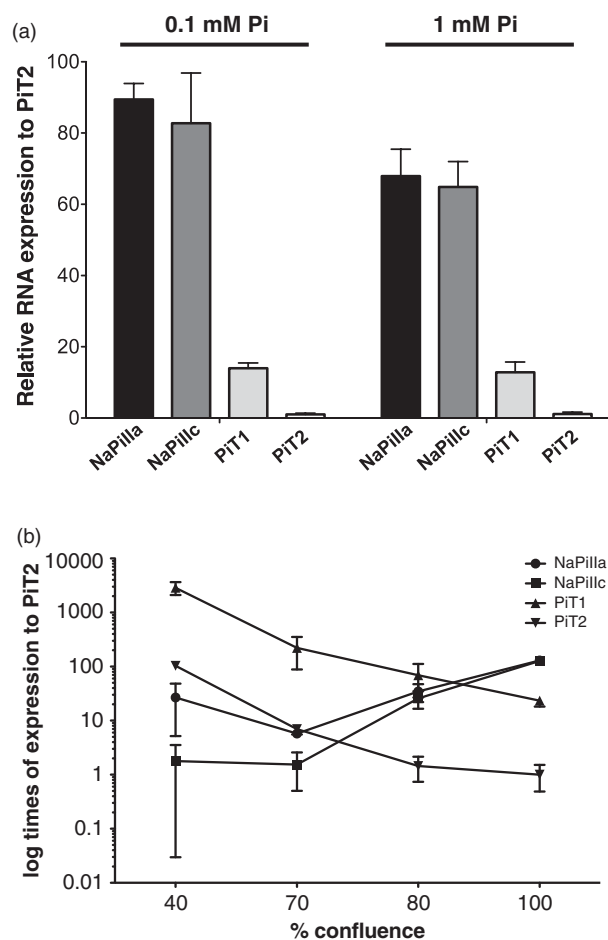 (a)
0.1 mM Pi
1 mM Pi
Relative RNA expression to PiT2
100
80
60
40
20
0
NaPiIIa
NaPiIIc
PiT1
PiT2
NaPiIIa
NaPiIIc
PiT1
PiT2
(b)
log times of expression to PiT2
10000
1000
100
10
1
0.1
0.01
NaPiIIa
NaPiIIc
PiT1
PiT2
40
70
80
100
% confluence